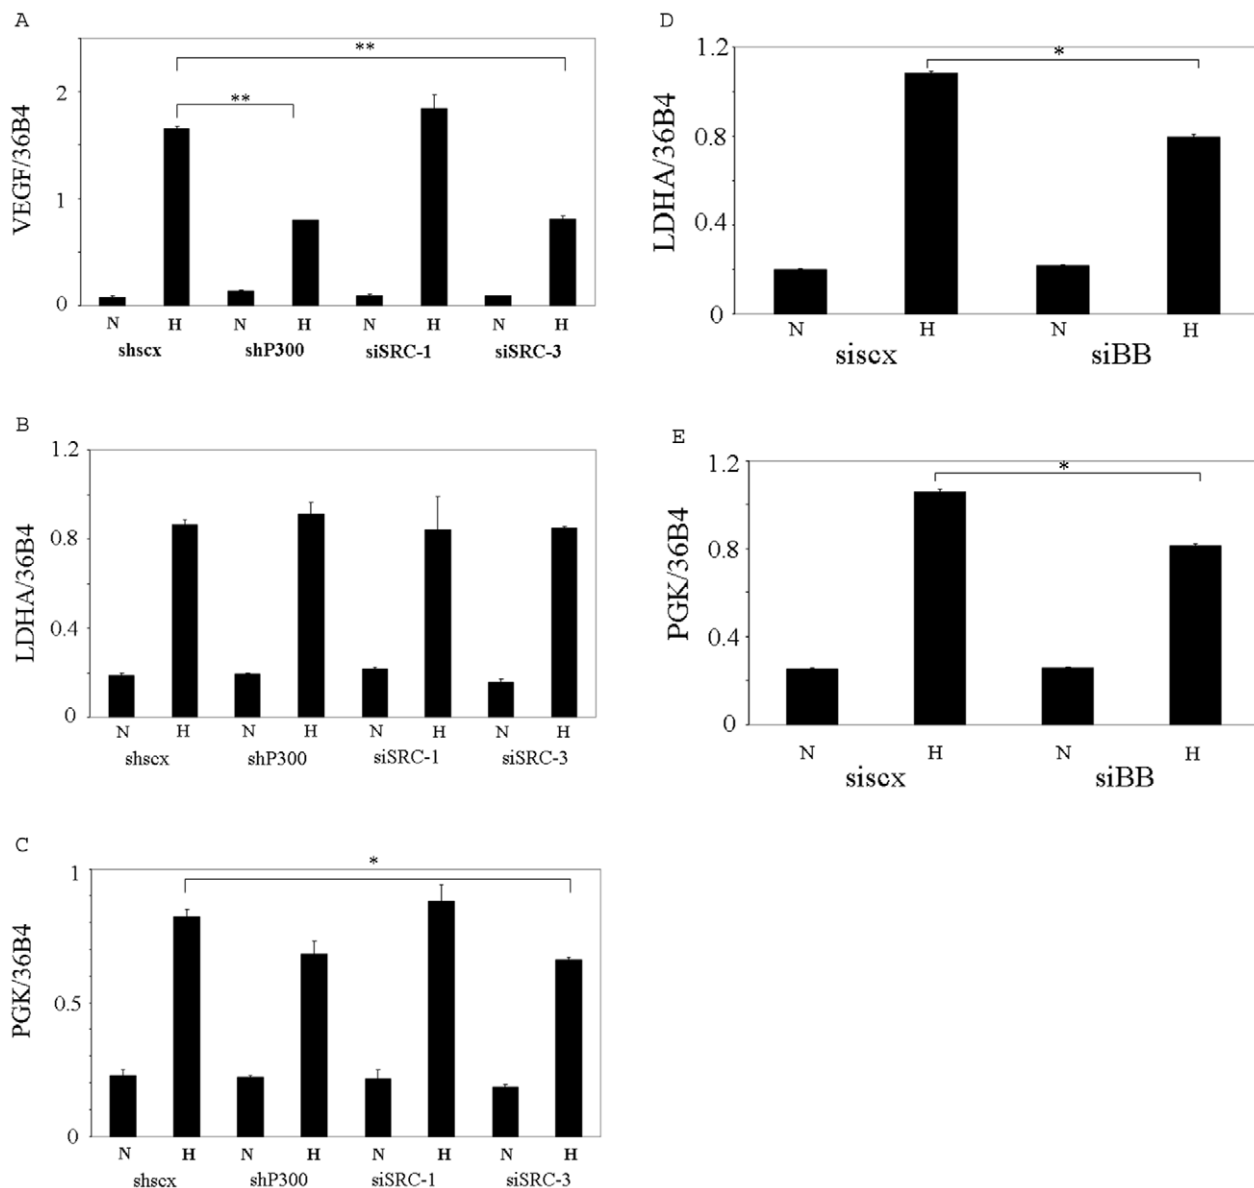 A
VEGF/36B4
2
1
0
**
**
N H N H N H N H
shscx shP300 siSRC-1 siSRC-3
B
LDHA/36B4
1.2
0.8
0.4
0
N H N H N H N H
shscx shP300 siSRC-1 siSRC-3
C
PGK/36B4
1
0.5
0
*
N H N H N H N H
shscx shP300 siSRC-1 siSRC-3
D
LDHA/36B4
1.2
0.8
0.4
0
*
N H N H
siscx siBB
E
PGK/36B4
1.2
0.8
0.4
0
*
N H N H
siscx siBB